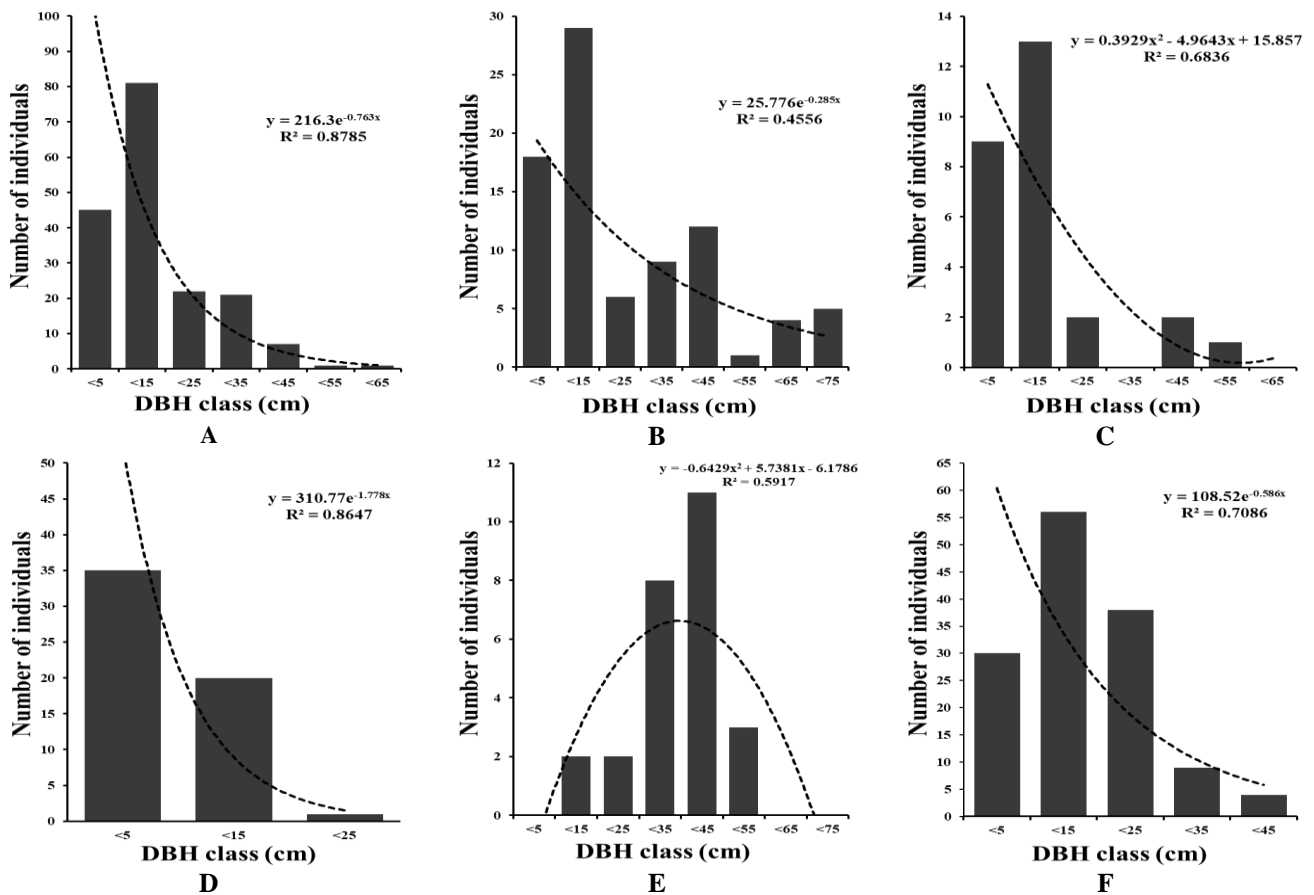 Number of individuals
100
90
80
70
60
50
40
30
20
10
0
y = 216.3e^-0.763x
R² = 0.8785
<5 <15 <25 <35 <45 <55 <65
DBH class (cm)
A
Number of individuals
30
25
20
15
10
5
0
y = 25.776e^-0.285x
R² = 0.4556
<5 <15 <25 <35 <45 <55 <65 <75
DBH class (cm)
B
Number of individuals
14
12
10
8
6
4
2
0
y = 0.3929x² - 4.9643x + 15.857
R² = 0.6836
<5 <15 <25 <35 <45 <55 <65
DBH class (cm)
C
Number of individuals
50
45
40
35
30
25
20
15
10
5
0
y = 310.77e^-1.778x
R² = 0.8647
<5 <15 <25
DBH class (cm)
D
Number of individuals
12
10
8
6
4
2
0
y = -0.6429x² + 5.7381x - 6.1786
R² = 0.5917
<5 <15 <25 <35 <45 <55 <65 <75
DBH class (cm)
E
Number of individuals
65
60
55
50
45
40
35
30
25
20
15
10
5
0
y = 108.52e^-0.586x
R² = 0.7086
<5 <15 <25 <35 <45
DBH class (cm)
F